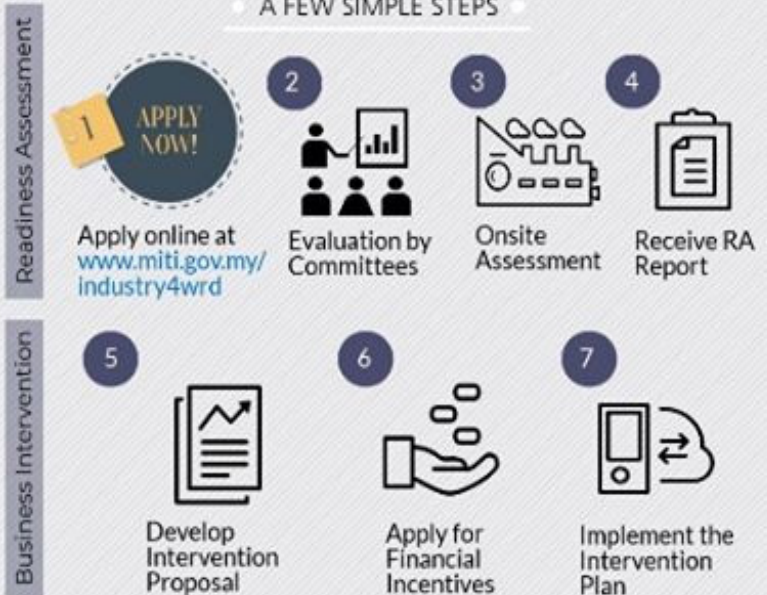 A FEW SIMPLE STEPS
Readiness Assessment
1
APPLY
NOW!
Apply online at
www.miti.gov.my/
industry4wrd
2
Evaluation by
Committees
3
Onsite
Assessment
4
Receive RA
Report
Business Intervention
5
Develop
Intervention
Proposal
6
Apply for
Financial
Incentives
7
Implement the
Intervention
Plan